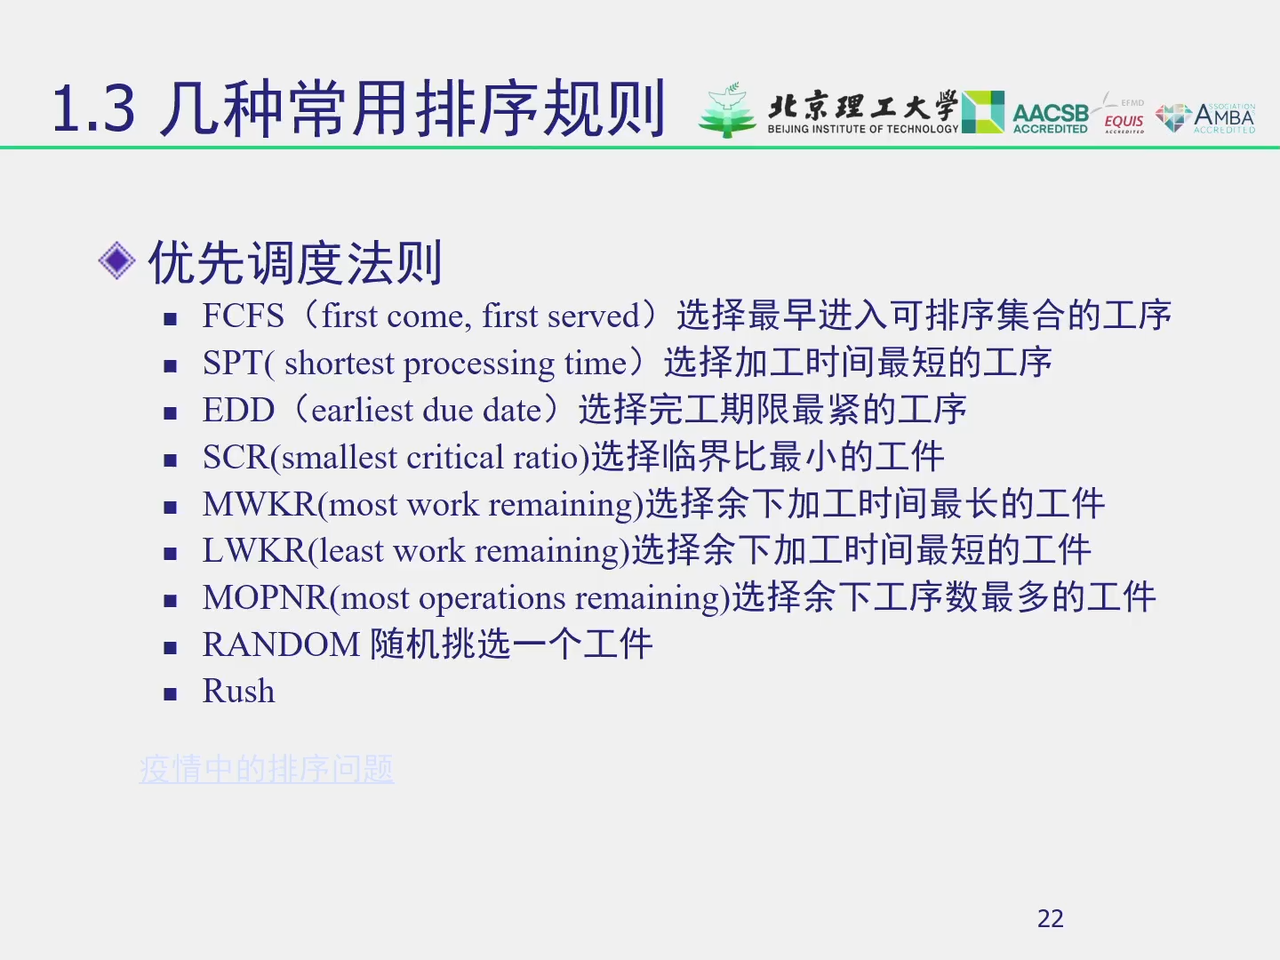 1.3 几种常用排序规则
北京理工大学
BEIJING INSTITUTE OF TECHNOLOGY
AACSB
ACCREDITED
EFMD
EQUIS
ACCREDITED
ASSOCIATION
AMBA
ACCREDITED
优先调度法则
FCFS（first come, first served）选择最早进入可排序集合的工序
SPT( shortest processing time）选择加工时间最短的工序
EDD（earliest due date）选择完工期限最紧的工序
SCR(smallest critical ratio)选择临界比最小的工件
MWKR(most work remaining)选择余下加工时间最长的工件
LWKR(least work remaining)选择余下加工时间最短的工件
MOPNR(most operations remaining)选择余下工序数最多的工件
RANDOM 随机挑选一个工件
Rush
疫情中的排序问题
22